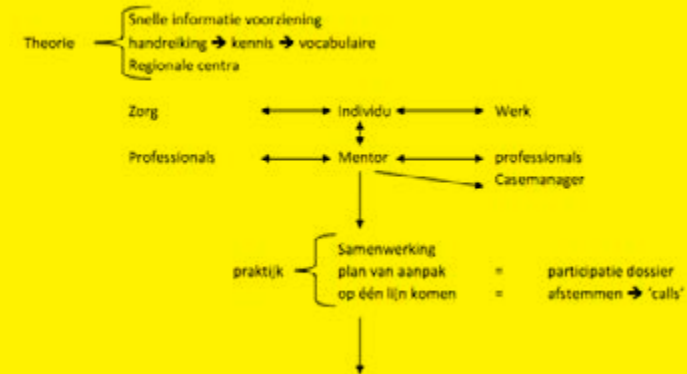 Snelle informatie voorziening
Theorie handreiking ➔ kennis ➔ vocabulaire
Regionale centra
Zorg Individu Werk
Professionals Mentor professionals
Casemanager
Samenwerking
praktijk plan van aanpak = participatie dossier
op één lijn komen = afstemmen ➔ 'calls'